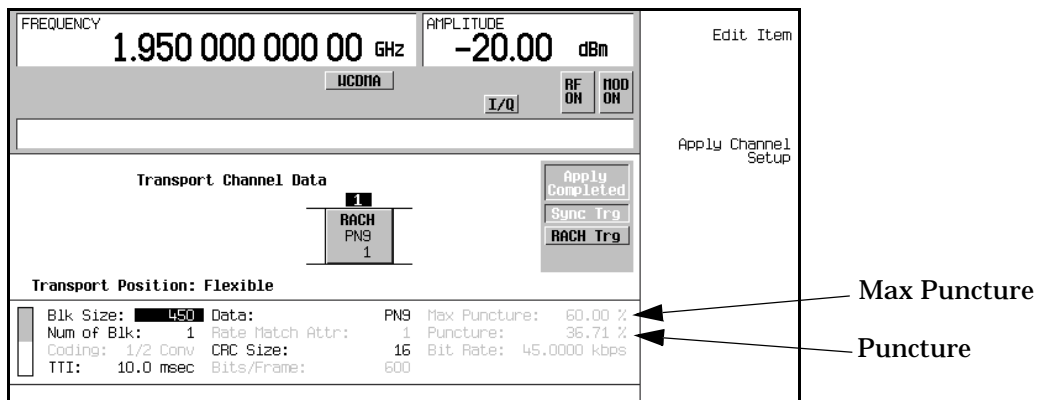 FREQUENCY
1.950 000 000 00 GHz
AMPLITUDE
-20.00 dBm
WCDMA
I/Q
RF ON
MOD ON
Edit Item
Apply Channel
Setup
Transport Channel Data
1
RACH
PN9
1
Apply
Completed
Sync Trg
RACH Trg
Transport Position: Flexible
Blk Size: 450 Data: PN9 Max Puncture: 60.00 %
Num of Blk: 1 Rate Match Attr: 1 Puncture: 36.71 %
Coding: 1/2 Conv CRC Size: 16 Bit Rate: 45.0000 kbps
TTI: 10.0 msec Bits/Frame: 600
Max Puncture
Puncture